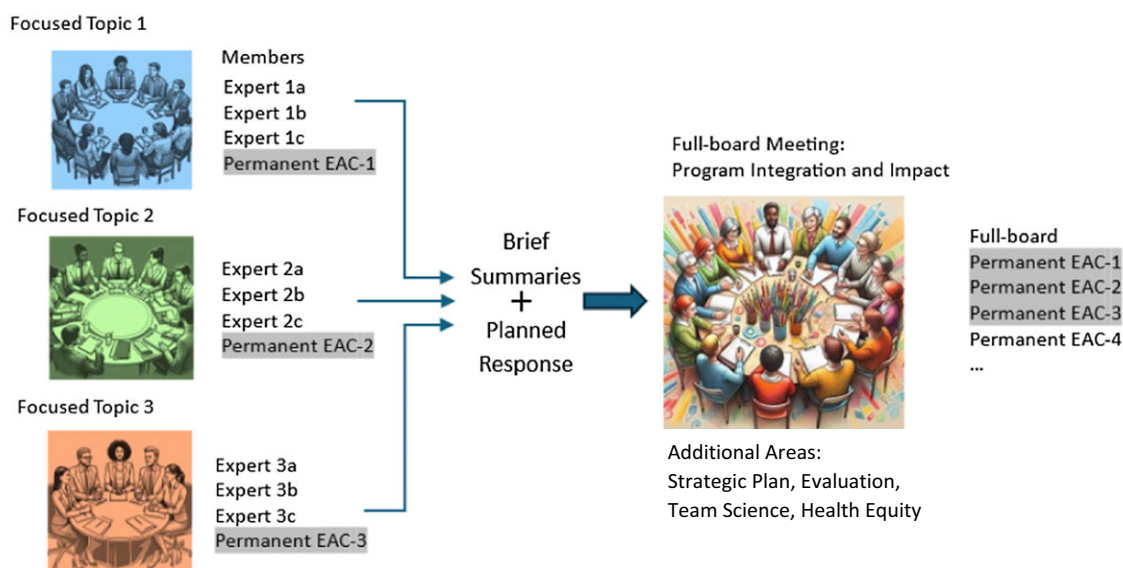 Focused Topic 1
Members
Expert 1a
Expert 1b
Expert 1c
Permanent EAC-1
Focused Topic 2
Expert 2a
Expert 2b
Expert 2c
Permanent EAC-2
Focused Topic 3
Expert 3a
Expert 3b
Expert 3c
Permanent EAC-3
Brief
Summaries
+
Planned
Response
Full-board Meeting:
Program Integration and Impact
Additional Areas:
Strategic Plan, Evaluation,
Team Science, Health Equity
Full-board
Permanent EAC-1
Permanent EAC-2
Permanent EAC-3
Permanent EAC-4
...